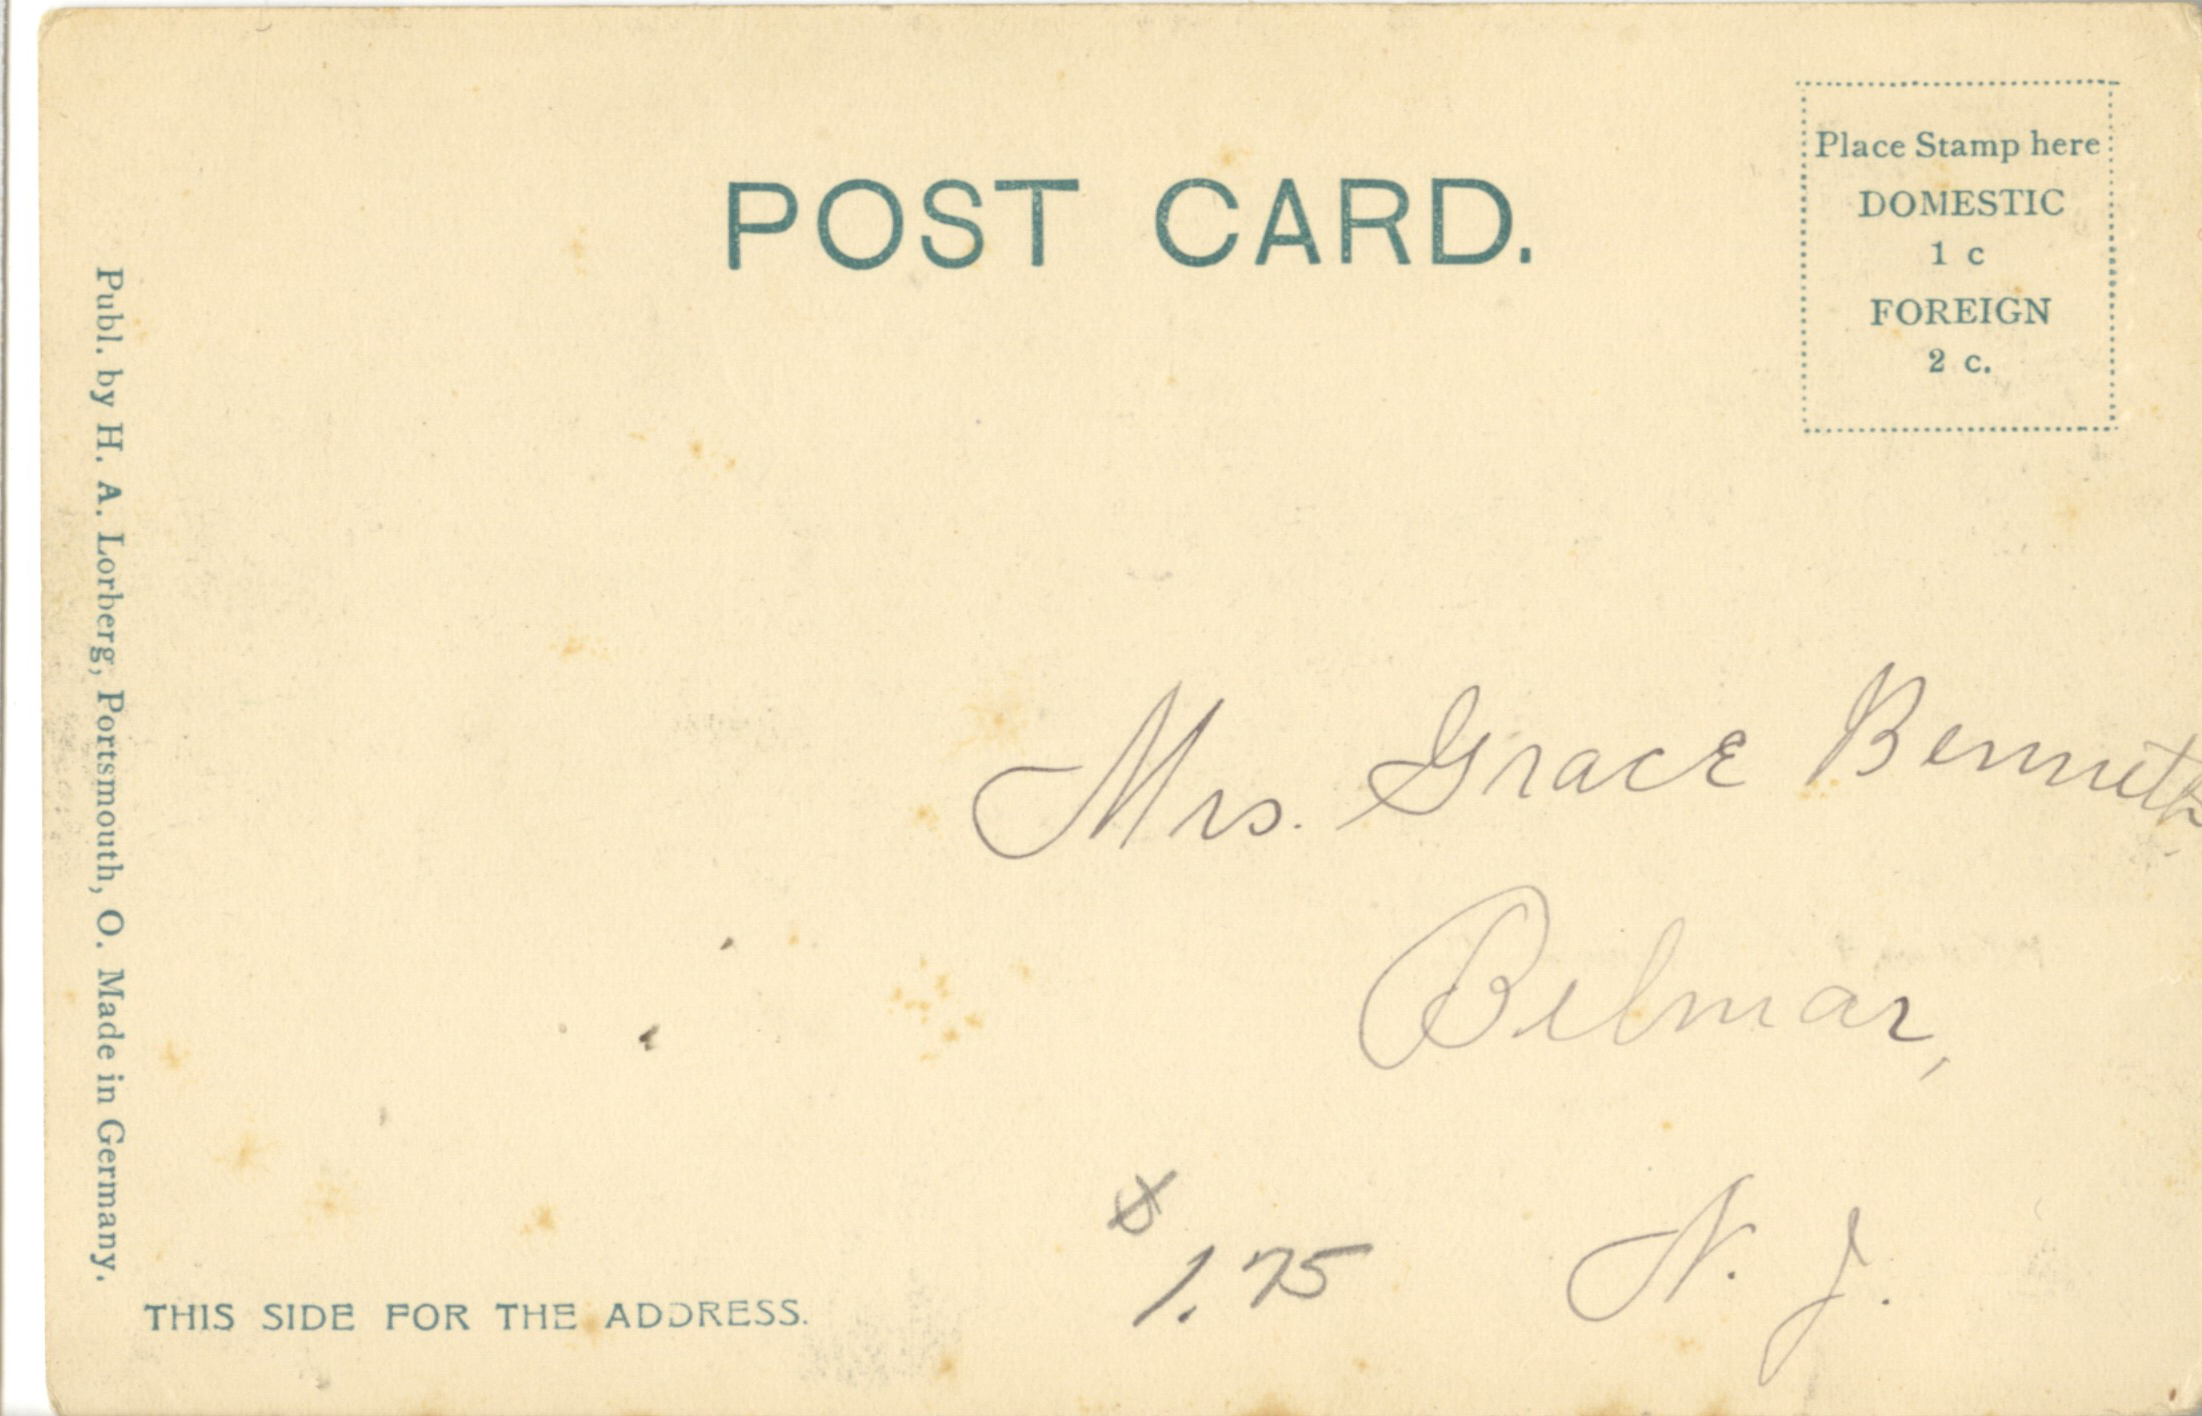 POST CARD.
Place Stamp here
DOMESTIC
1 c
FOREIGN
2 c.
Publ. by H. A. Lorberg, Portsmouth, O. Made in Germany.
Mrs. Grace Bennett
Belmar,
N. J.
$1.75
THIS SIDE FOR THE ADDRESS.